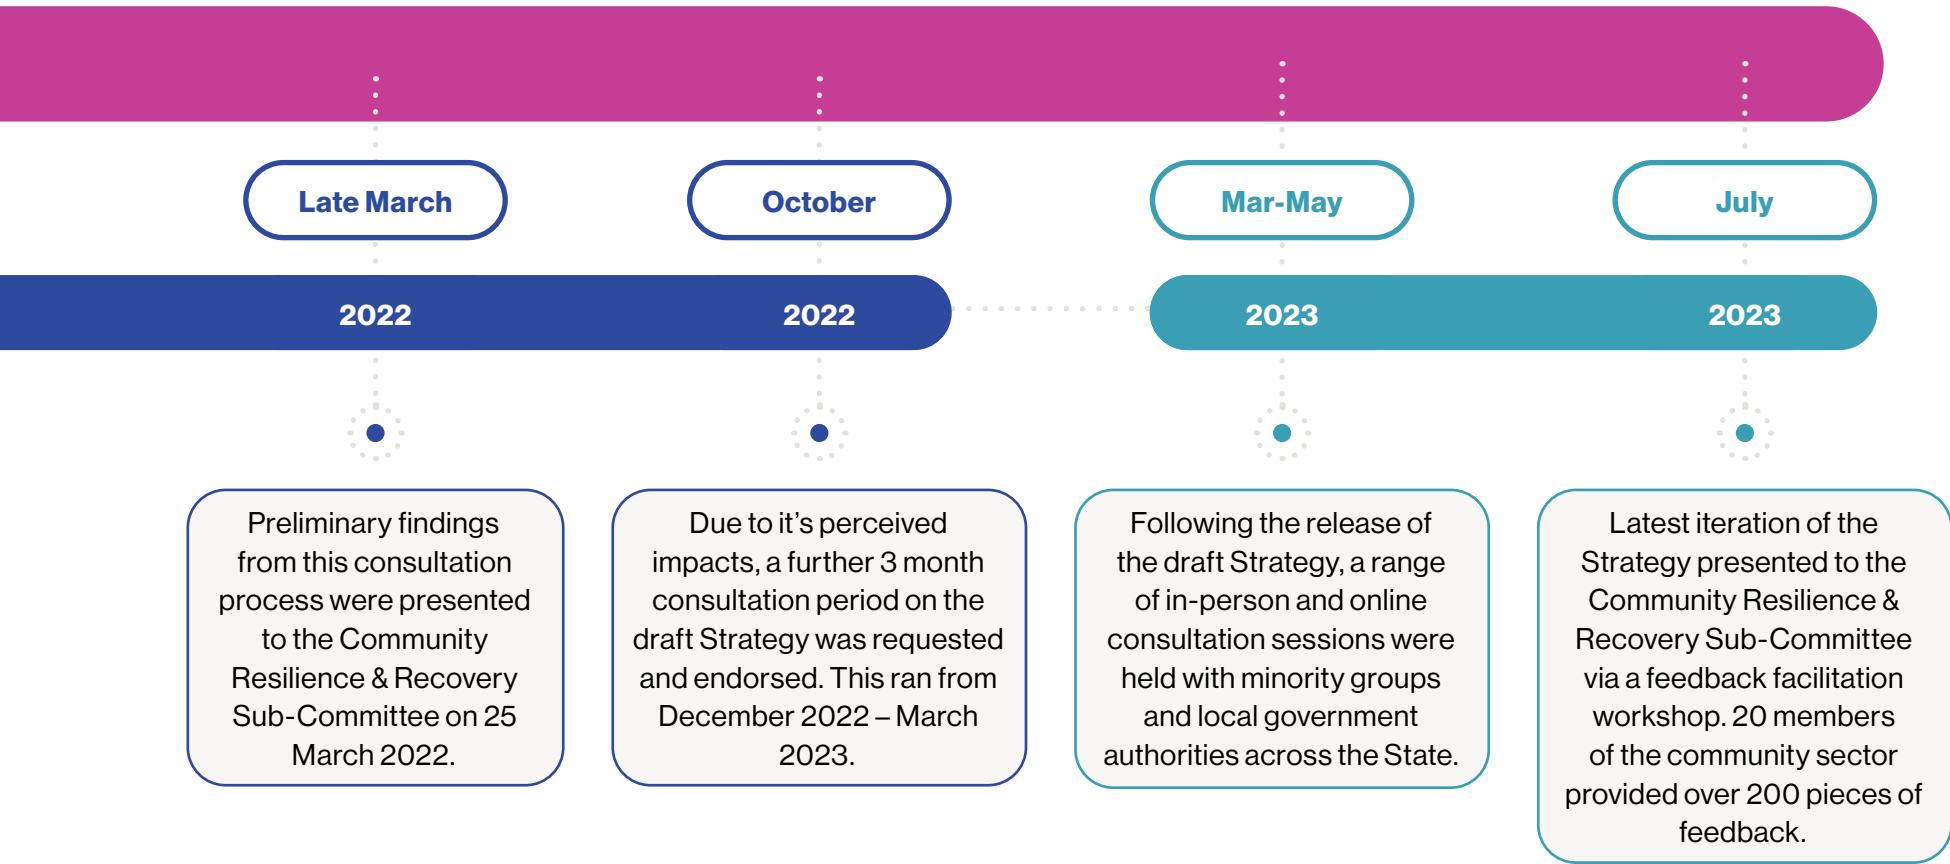 Late March
October
Mar-May
July
2022
2022
2023
2023
Preliminary findings
from this consultation
process were presented
to the Community
Resilience & Recovery
Sub-Committee on 25
March 2022.
Due to it's perceived
impacts, a further 3 month
consultation period on the
draft Strategy was requested
and endorsed. This ran from
December 2022 – March
2023.
Following the release of
the draft Strategy, a range
of in-person and online
consultation sessions were
held with minority groups
and local government
authorities across the State.
Latest iteration of the
Strategy presented to the
Community Resilience &
Recovery Sub-Committee
via a feedback facilitation
workshop. 20 members
of the community sector
provided over 200 pieces of
feedback.